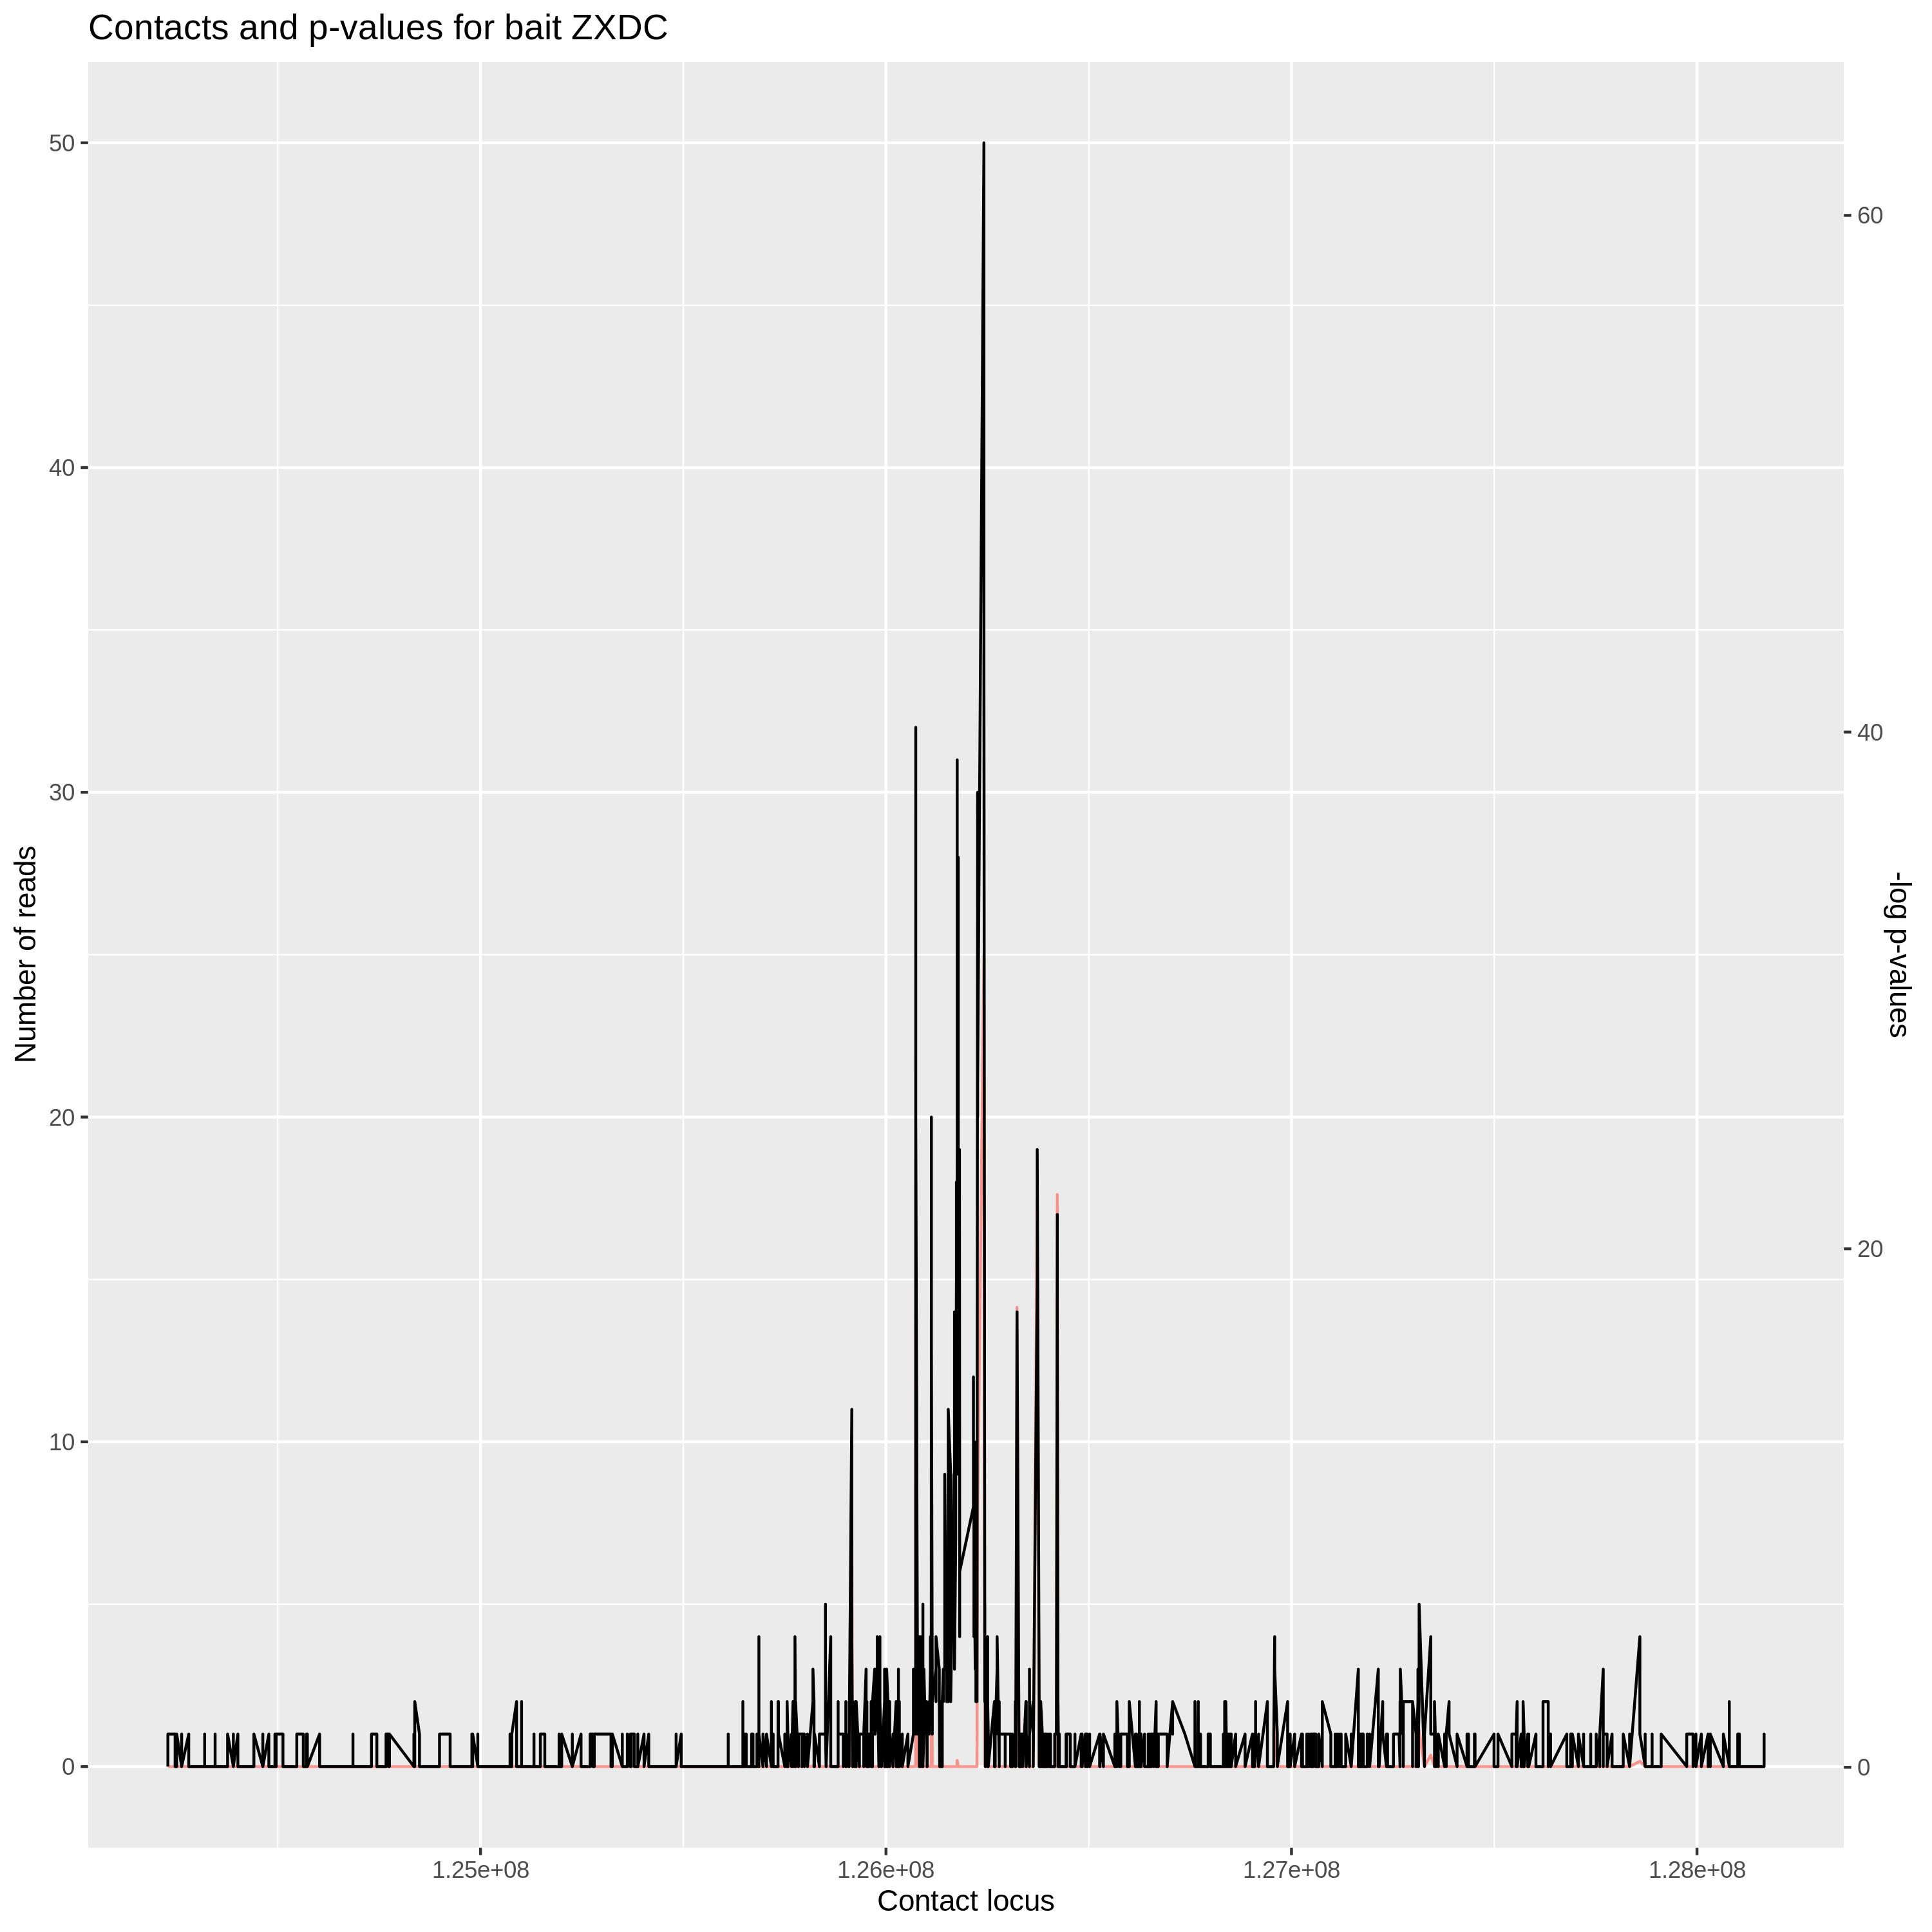 Contacts and p-values for bait ZXDC
50
40
30
20
10
0
Number of reads
60
40
20
0
-log p-values
1.25e+08
1.26e+08
1.27e+08
1.28e+08
Contact locus